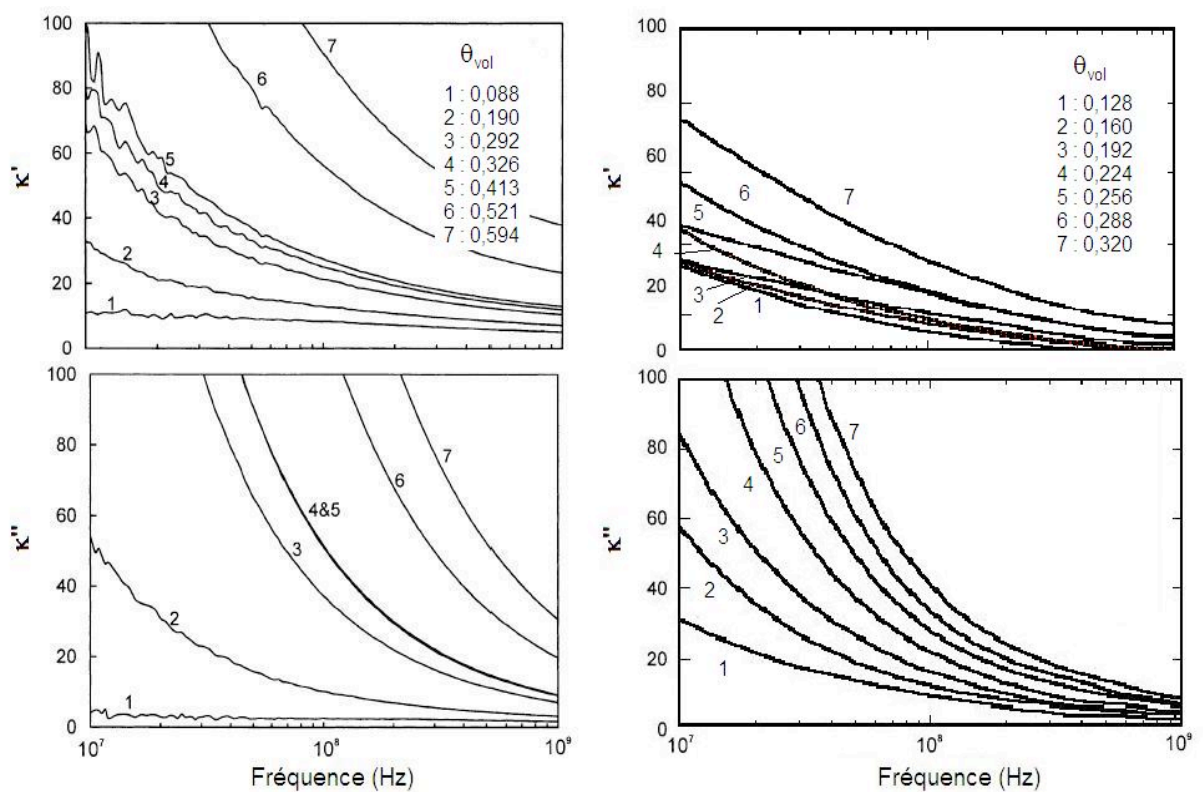 100
80
60
40
20
0
κ'
7
6
5
4
3
2
1
θvol
1 : 0,088
2 : 0,190
3 : 0,292
4 : 0,326
5 : 0,413
6 : 0,521
7 : 0,594
100
80
60
40
20
0
κ'
7
6
5
4
3
2
1
θvol
1 : 0,128
2 : 0,160
3 : 0,192
4 : 0,224
5 : 0,256
6 : 0,288
7 : 0,320
100
80
60
40
20
0
κ''
7
6
4&5
3
2
1
10⁷
10⁸
10⁹
Fréquence (Hz)
100
80
60
40
20
0
κ''
7
6
5
4
3
2
1
10⁷
10⁸
10⁹
Fréquence (Hz)